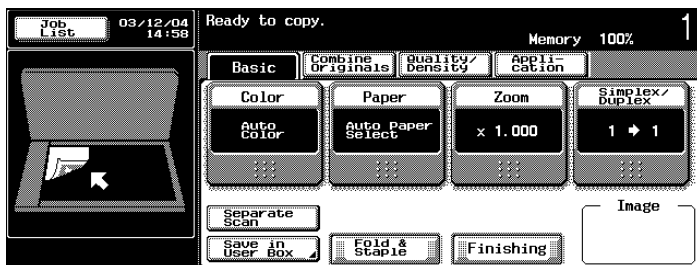 Job List
03/12/04
14:58
Ready to copy.
1
Memory 100%
Basic
Combine Originals
Quality/ Density
Appli- cation
Color
Paper
Zoom
Simplex/ Duplex
Auto Color
Auto Paper Select
x 1.000
1 → 1
Separate Scan
Image
Save in User Box
Fold & Staple
Finishing